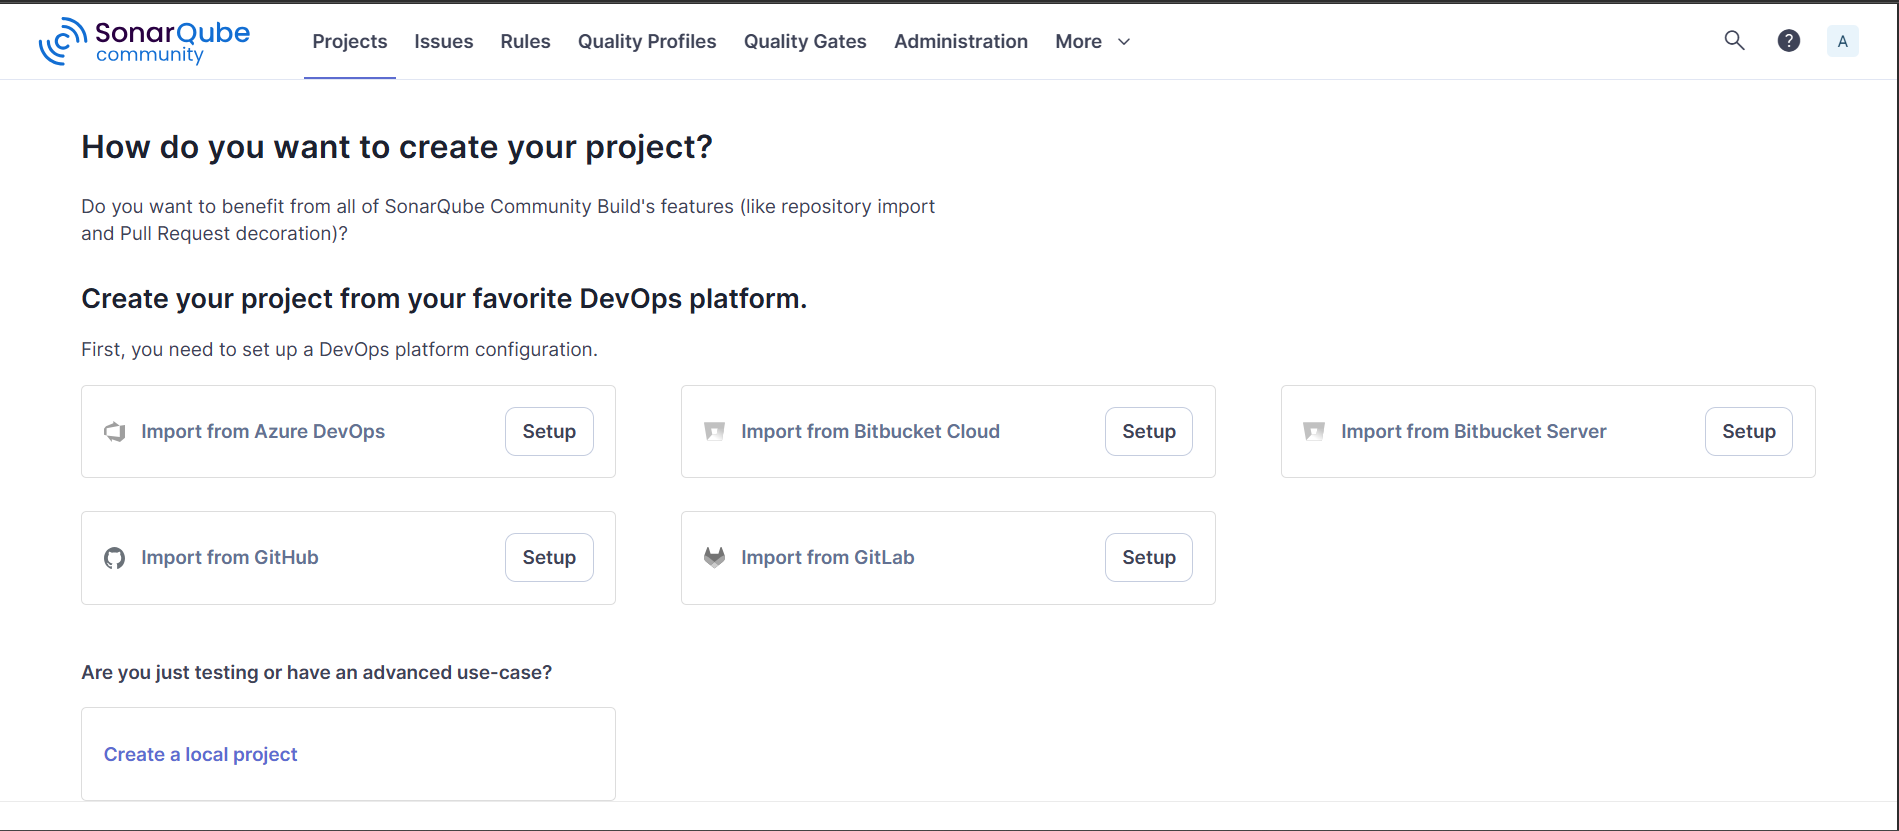 SonarQube
community
Projects Issues Rules Quality Profiles Quality Gates Administration More
? A
How do you want to create your project?
Do you want to benefit from all of SonarQube Community Build's features (like repository import
and Pull Request decoration)?
Create your project from your favorite DevOps platform.
First, you need to set up a DevOps platform configuration.
Import from Azure DevOps Setup
Import from Bitbucket Cloud Setup
Import from Bitbucket Server Setup
Import from GitHub Setup
Import from GitLab Setup
Are you just testing or have an advanced use-case?
Create a local project